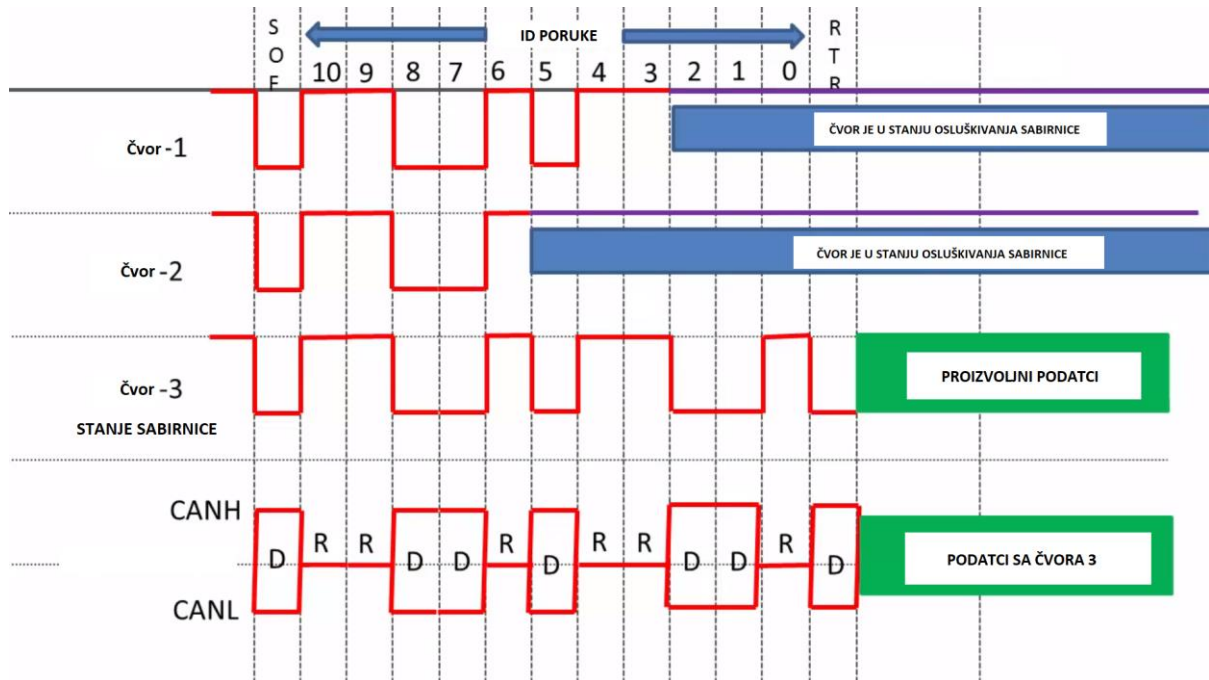 S
O
F
ID PORUKE
R
T
R
10 9 8 7 6 5 4 3 2 1 0
Čvor -1
ČVOR JE U STANJU OSLUŠKIVANJA SABIRNICE
Čvor -2
ČVOR JE U STANJU OSLUŠKIVANJA SABIRNICE
Čvor -3
PROIZVOLJNI PODATCI
STANJE SABIRNICE
CANH
D R R D D R D R R D D R D
PODATCI SA ČVORA 3
CANL